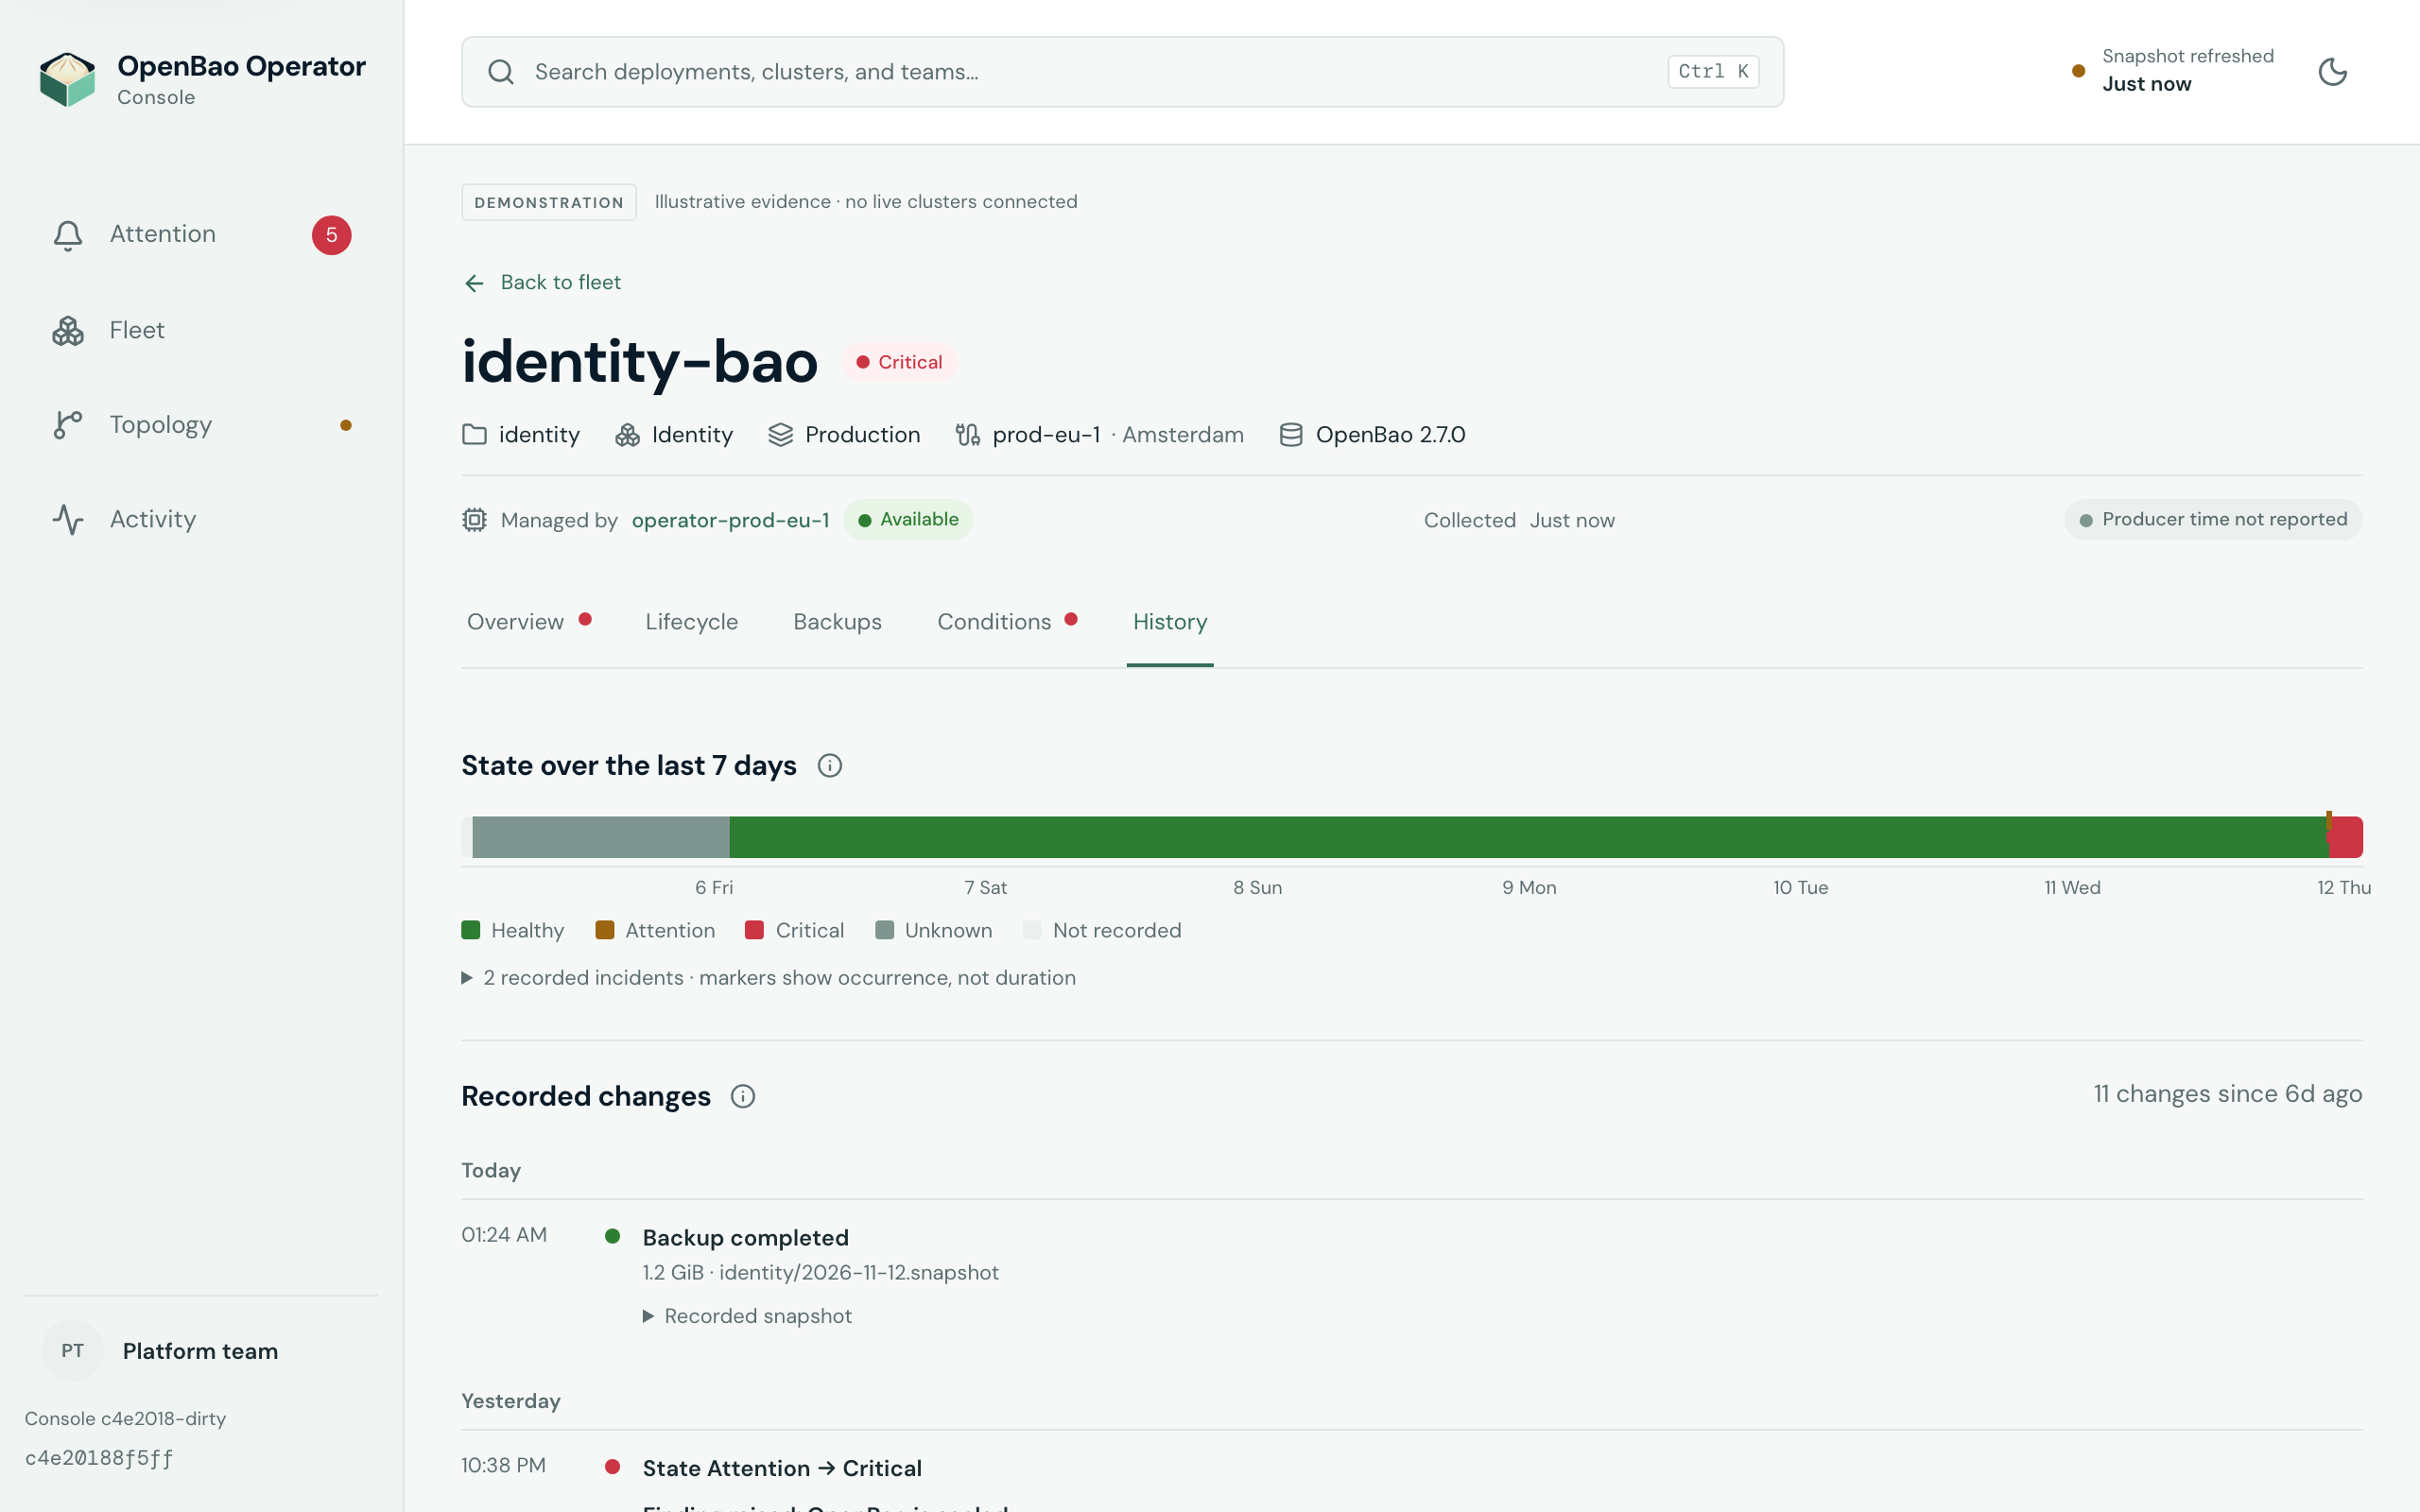 OpenBao Operator
Console
Search deployments, clusters, and teams...
Ctrl K
Snapshot refreshed
Just now
Attention
5
Fleet
Topology
Activity
DEMONSTRATION
Illustrative evidence · no live clusters connected
Back to fleet
identity-bao
Critical
identity
Identity
Production
prod-eu-1 · Amsterdam
OpenBao 2.7.0
Managed by operator-prod-eu-1
Available
Collected Just now
Producer time not reported
Overview
Lifecycle
Backups
Conditions
History
State over the last 7 days
6 Fri
7 Sat
8 Sun
9 Mon
10 Tue
11 Wed
12 Thu
Healthy
Attention
Critical
Unknown
Not recorded
2 recorded incidents · markers show occurrence, not duration
Recorded changes
11 changes since 6d ago
Today
01:24 AM
Backup completed
1.2 GiB · identity/2026-11-12.snapshot
Recorded snapshot
Yesterday
10:38 PM
State Attention → Critical
PT
Platform team
Console c4e2018-dirty
c4e20188f5ff